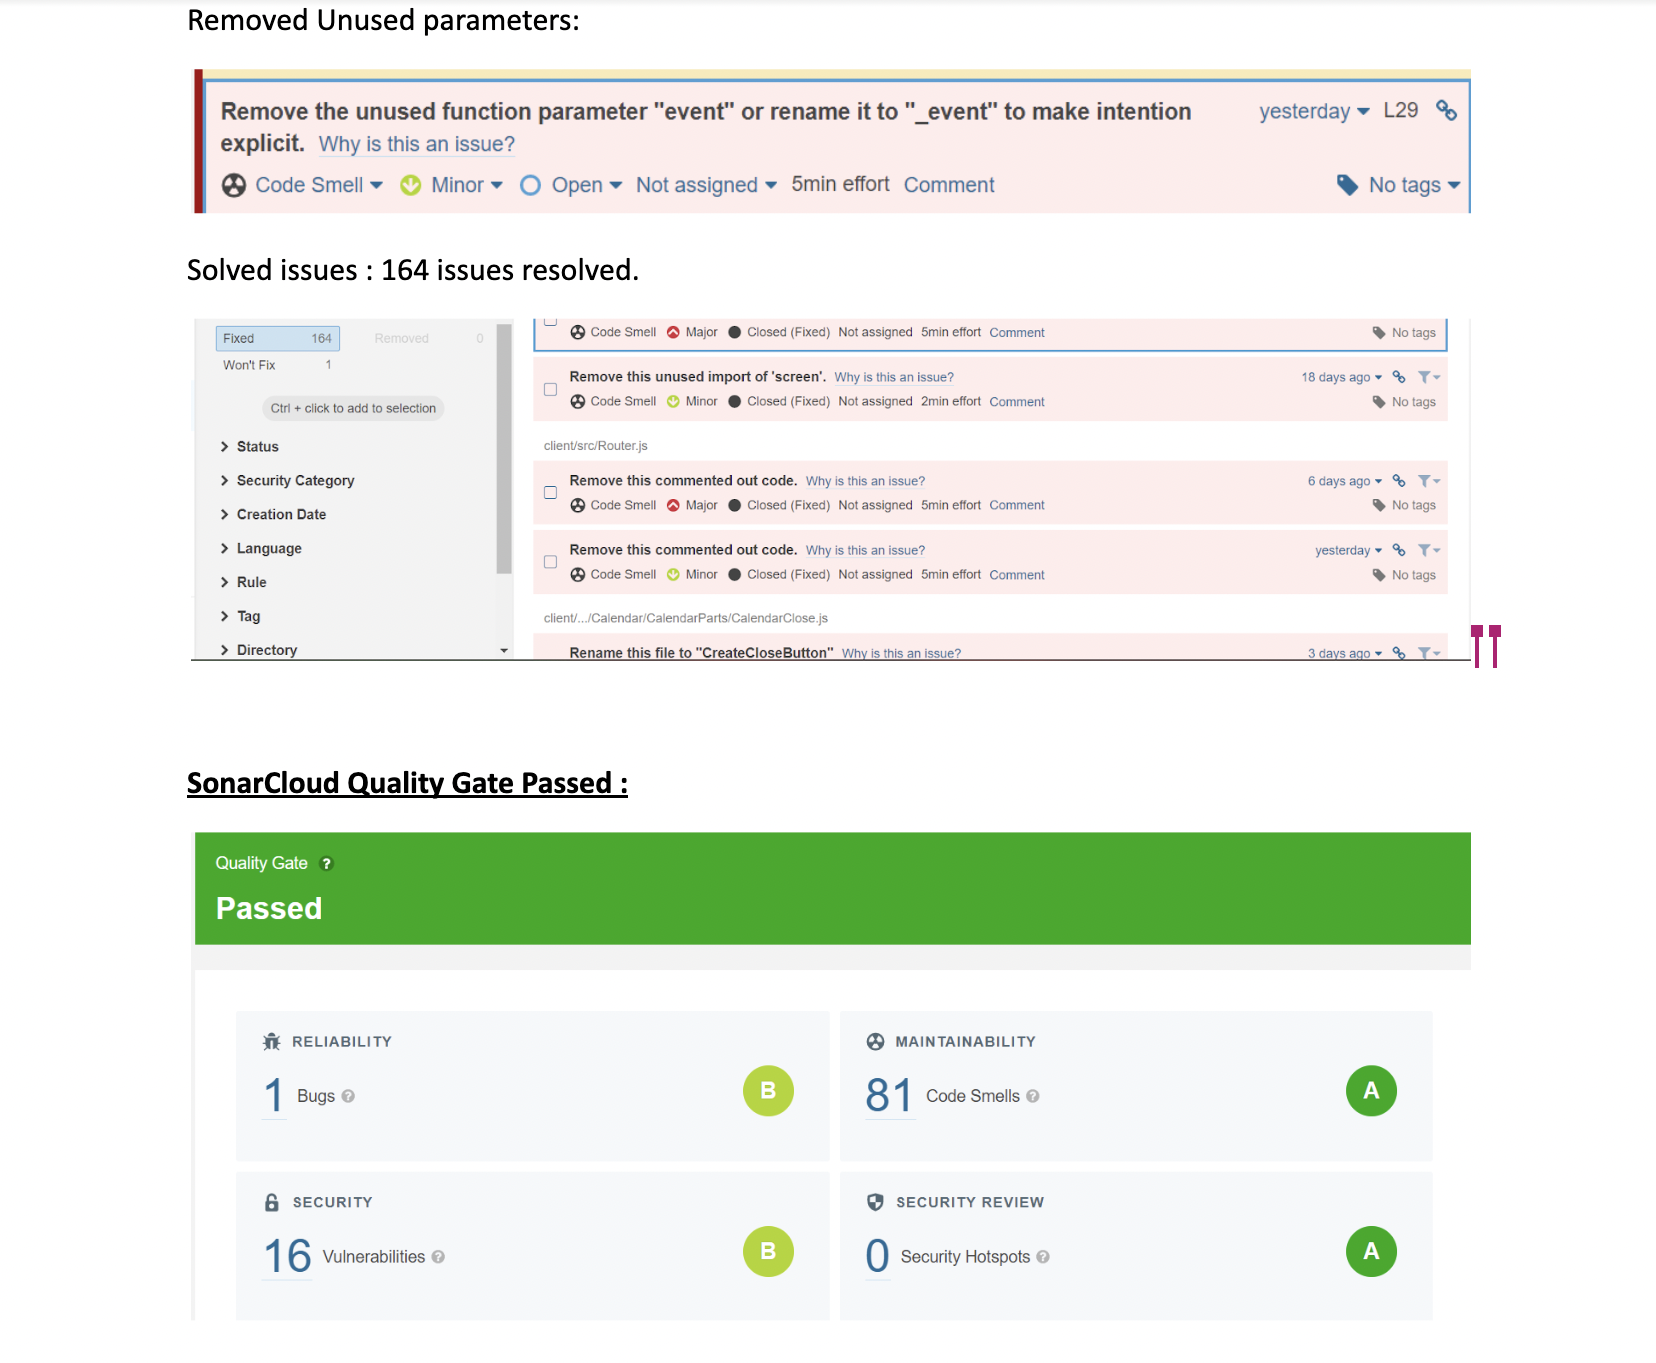 Removed Unused parameters:
Remove the unused function parameter "event" or rename it to "_event" to make intention yesterday L29
explicit. Why is this an issue?
Code Smell Minor Open Not assigned 5min effort Comment No tags
Solved issues : 164 issues resolved.
Fixed 164 Removed 0
Won't Fix 1
Ctrl + click to add to selection
Status
Security Category
Creation Date
Language
Rule
Tag
Directory
Code Smell Major Closed (Fixed) Not assigned 5min effort Comment No tags
Remove this unused import of 'screen'. Why is this an issue? 18 days ago
Code Smell Minor Closed (Fixed) Not assigned 2min effort Comment No tags
client/src/Router.js
Remove this commented out code. Why is this an issue? 6 days ago
Code Smell Major Closed (Fixed) Not assigned 5min effort Comment No tags
Remove this commented out code. Why is this an issue? yesterday
Code Smell Minor Closed (Fixed) Not assigned 5min effort Comment No tags
client/.../Calendar/CalendarParts/CalendarClose.js
Rename this file to "CreateCloseButton" Why is this an issue? 3 days ago
SonarCloud Quality Gate Passed :
Quality Gate ?
Passed
RELIABILITY
1 Bugs ? B
MAINTAINABILITY
81 Code Smells ? A
SECURITY
16 Vulnerabilities ? B
SECURITY REVIEW
0 Security Hotspots ? A